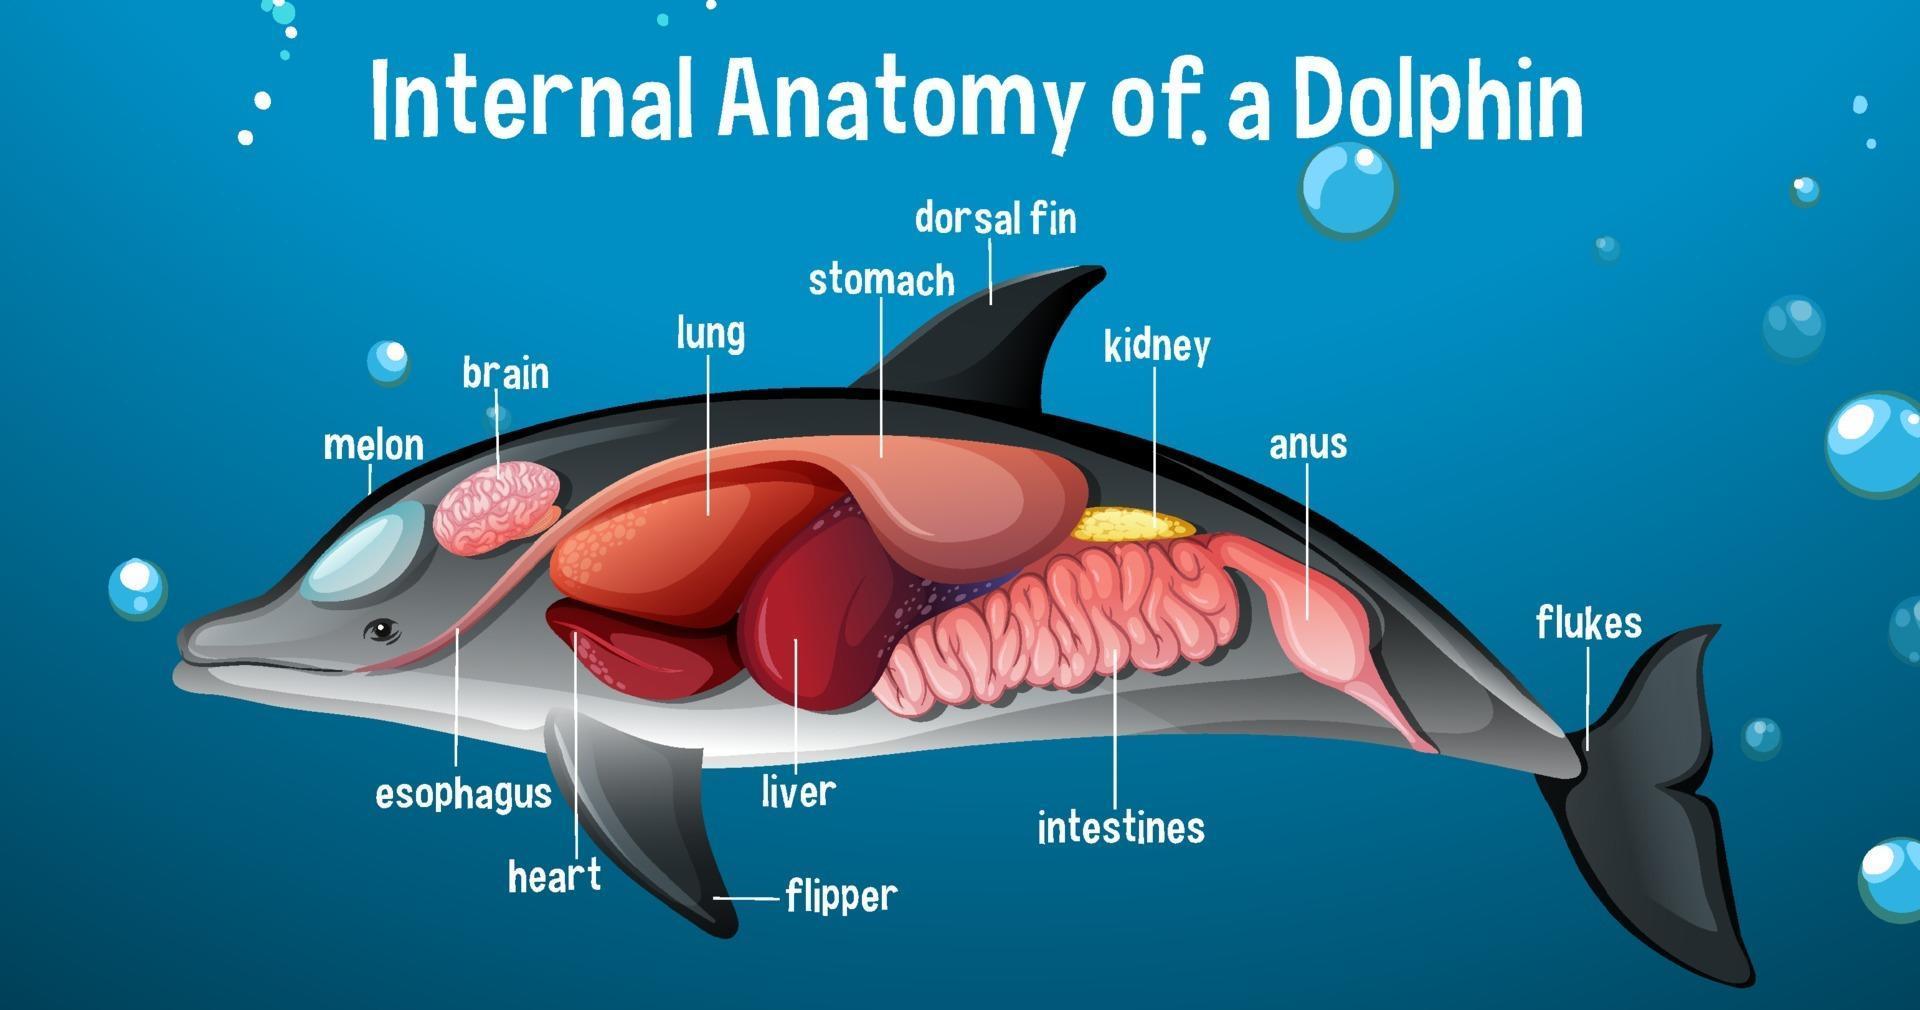 Internal Anatomy of a Dolphin
dorsal fin
stomach
lung
kidney
brain
melon
anus
flukes
esophagus
liver
intestines
heart
flipper